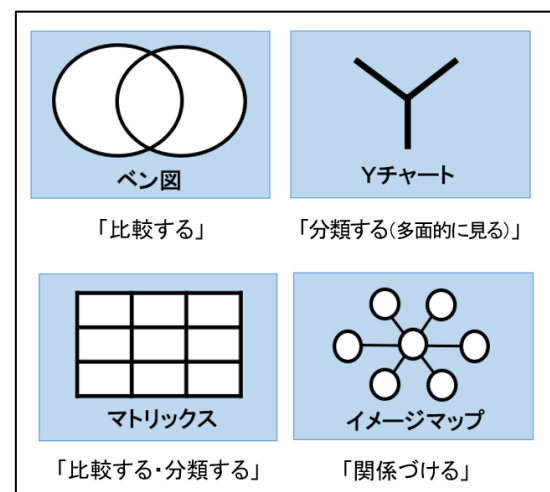 ベン図
Yチャート
「比較する」
「分類する(多面的に見る)」
マトリックス
イメージマップ
「比較する・分類する」
「関係づける」